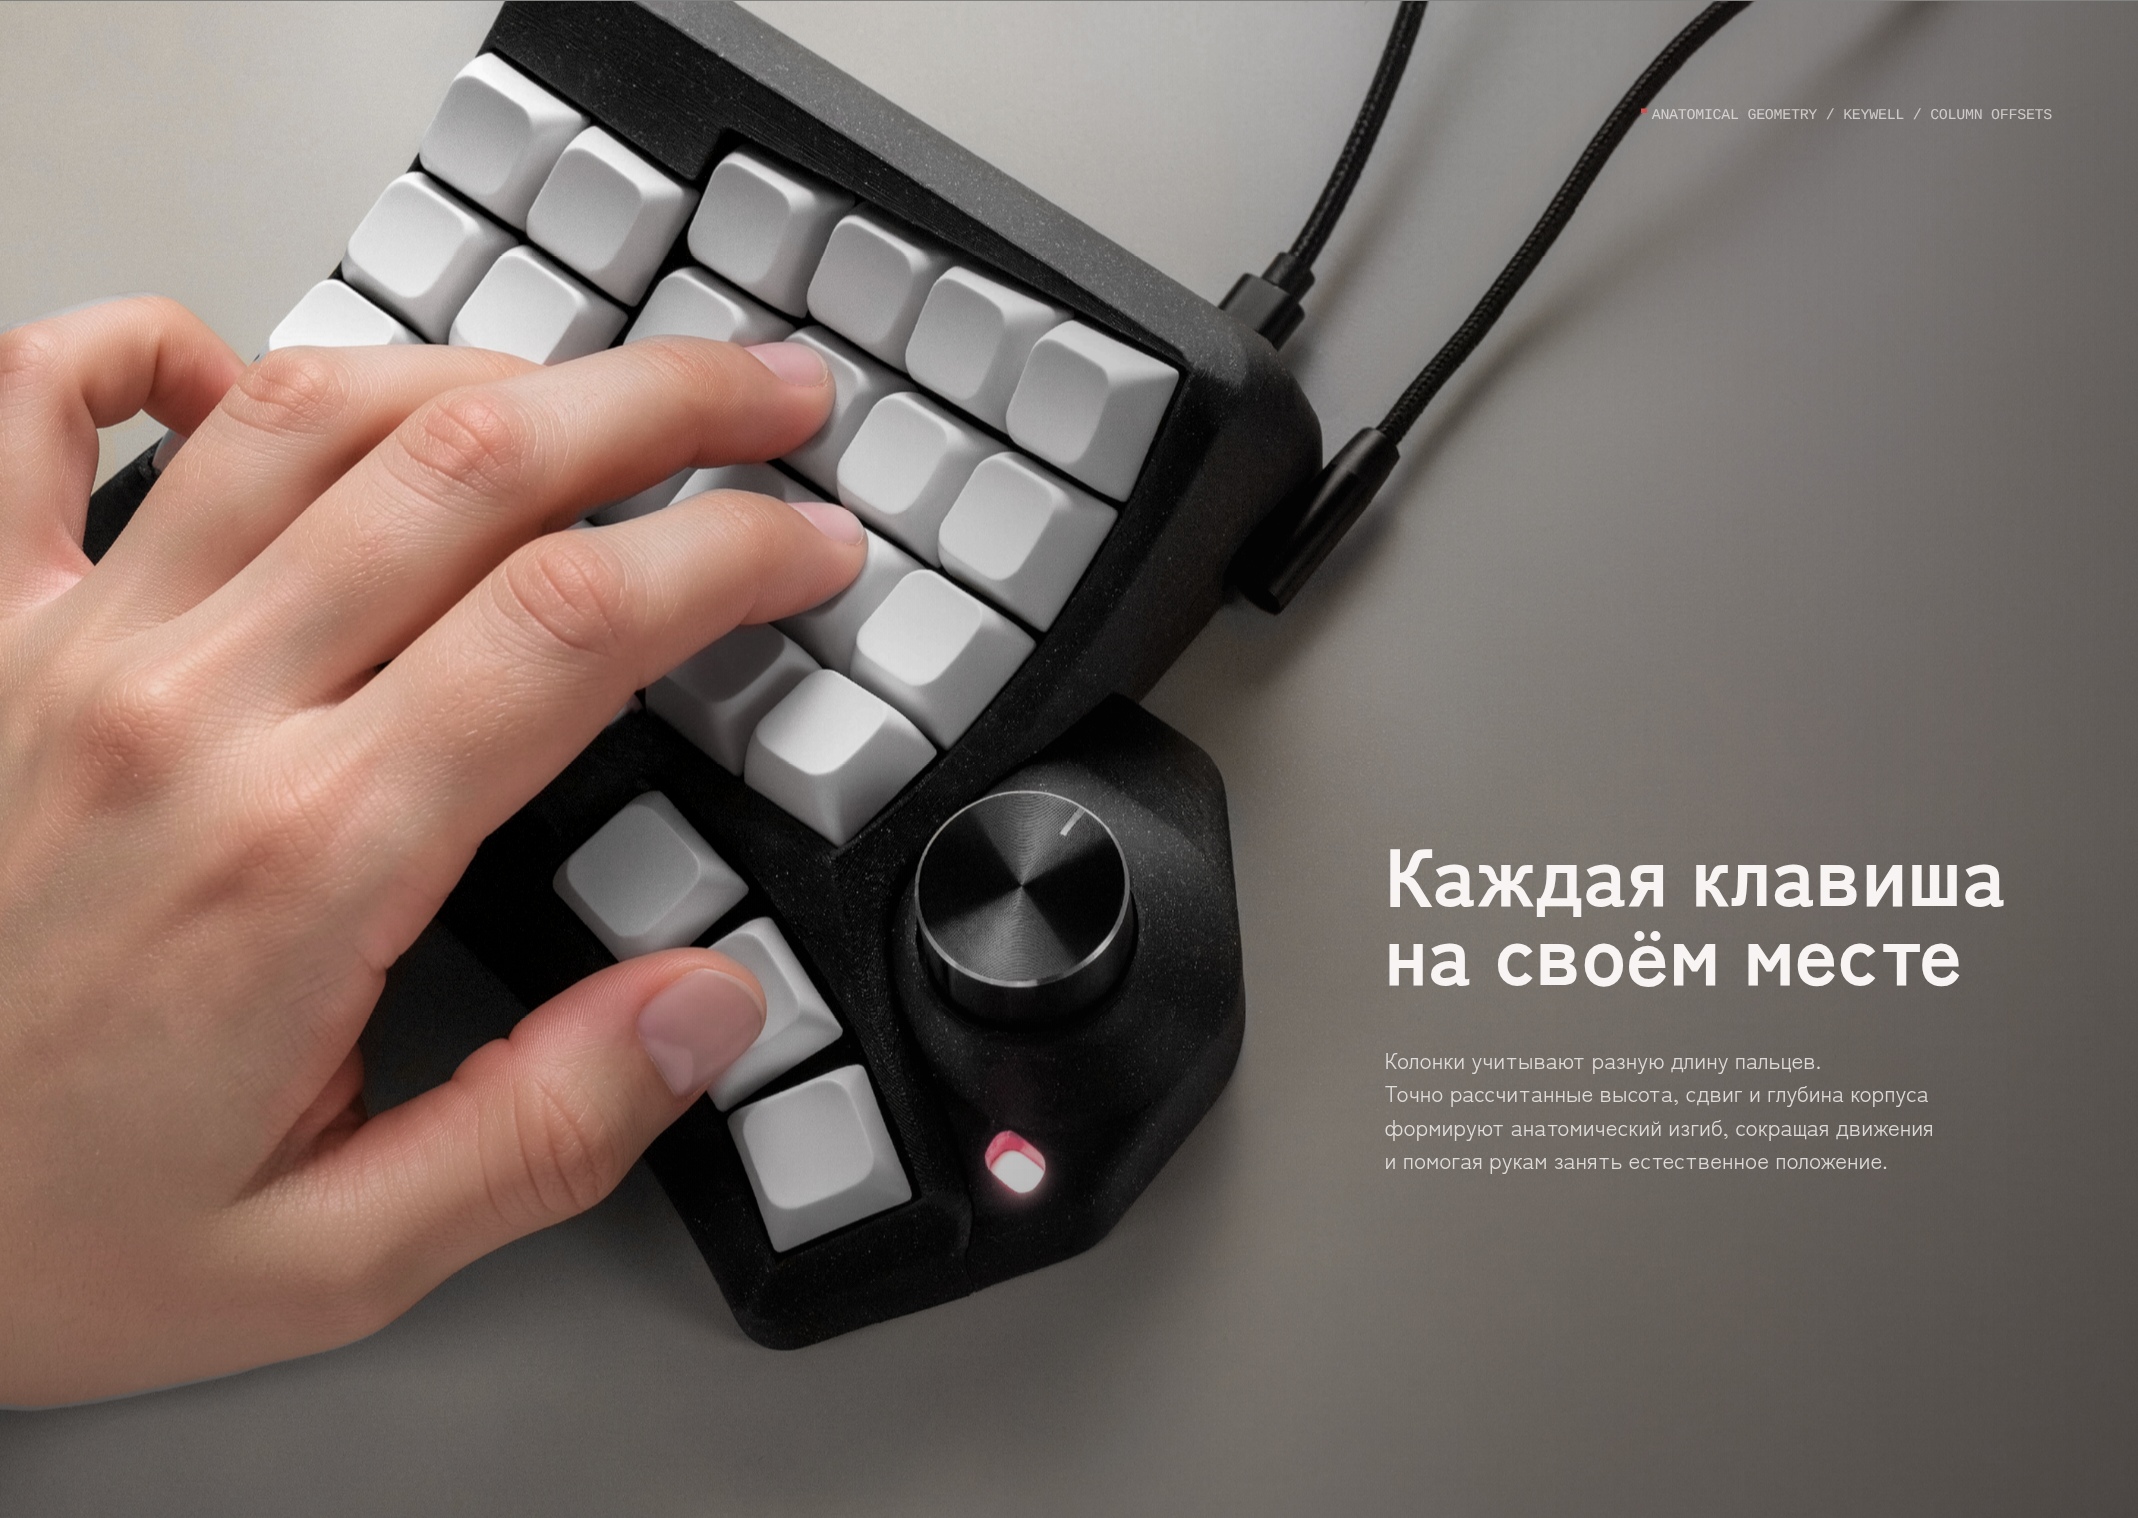 ANATOMICAL GEOMETRY / KEYWELL / COLUMN OFFSETS
Каждая клавиша
на своём месте
Колонки учитывают разную длину пальцев.
Точно рассчитанные высота, сдвиг и глубина корпуса
формируют анатомический изгиб, сокращая движения
и помогая рукам занять естественное положение.